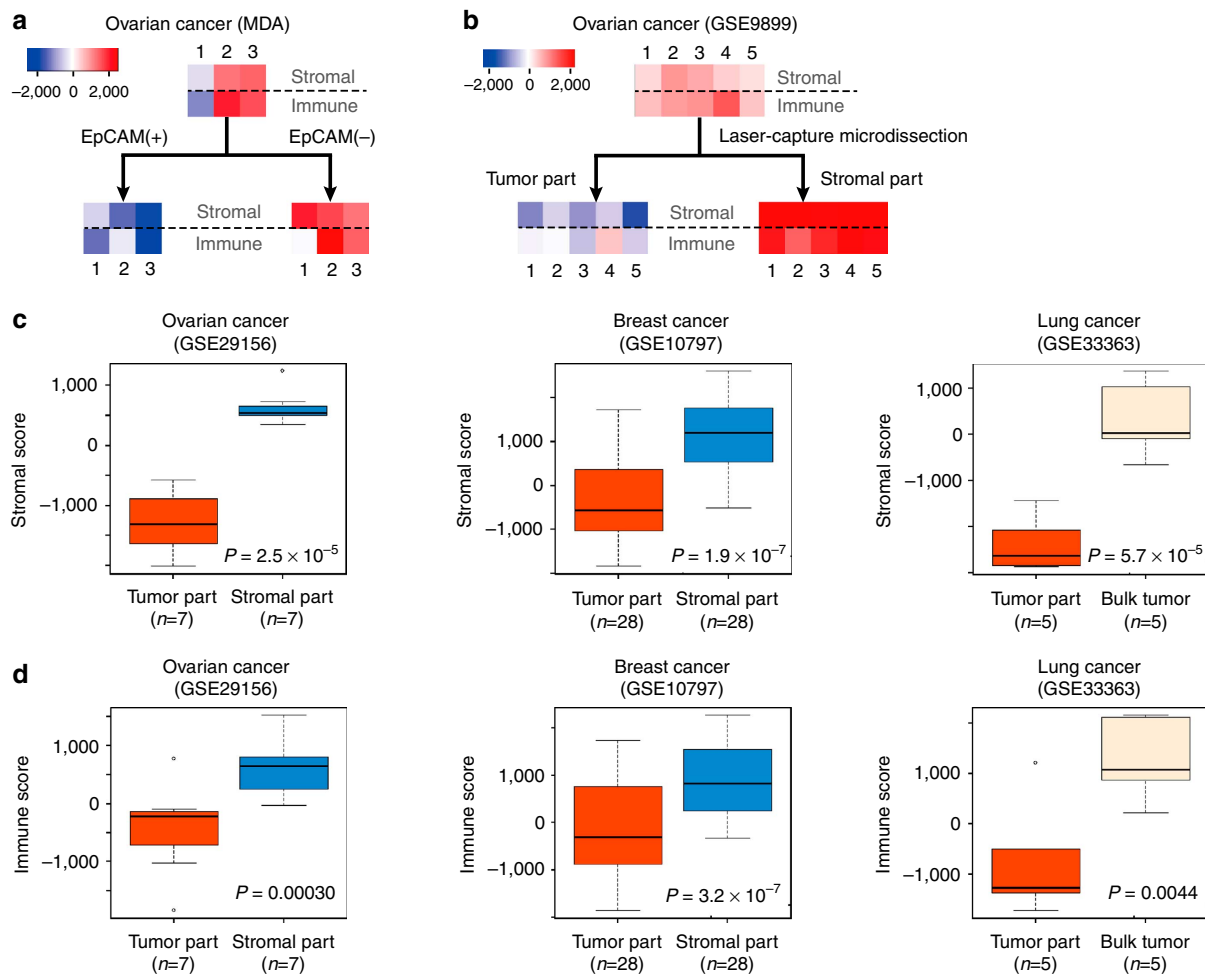 a
Ovarian cancer (MDA)
1 2 3
−2,000 0 2,000
Stromal
Immune
EpCAM(+)
EpCAM(−)
Stromal
Immune
1 2 3
1 2 3
b
Ovarian cancer (GSE9899)
1 2 3 4 5
−2,000 0 2,000
Stromal
Immune
Laser-capture microdissection
Tumor part
Stromal part
Stromal
Immune
1 2 3 4 5
1 2 3 4 5
c
Ovarian cancer
(GSE29156)
Stromal score
1,000
0
−1,000
P = 2.5 × 10⁻⁵
Tumor part
(n=7)
Stromal part
(n=7)
Breast cancer
(GSE10797)
Stromal score
1,000
0
−1,000
P = 1.9 × 10⁻⁷
Tumor part
(n=28)
Stromal part
(n=28)
Lung cancer
(GSE33363)
Stromal score
1,000
0
−1,000
P = 5.7 × 10⁻⁵
Tumor part
(n=5)
Bulk tumor
(n=5)
d
Ovarian cancer
(GSE29156)
Immune score
1,000
0
−1,000
P = 0.00030
Tumor part
(n=7)
Stromal part
(n=7)
Breast cancer
(GSE10797)
Immune score
1,000
0
−1,000
P = 3.2 × 10⁻⁷
Tumor part
(n=28)
Stromal part
(n=28)
Lung cancer
(GSE33363)
Immune score
1,000
0
−1,000
P = 0.0044
Tumor part
(n=5)
Bulk tumor
(n=5)